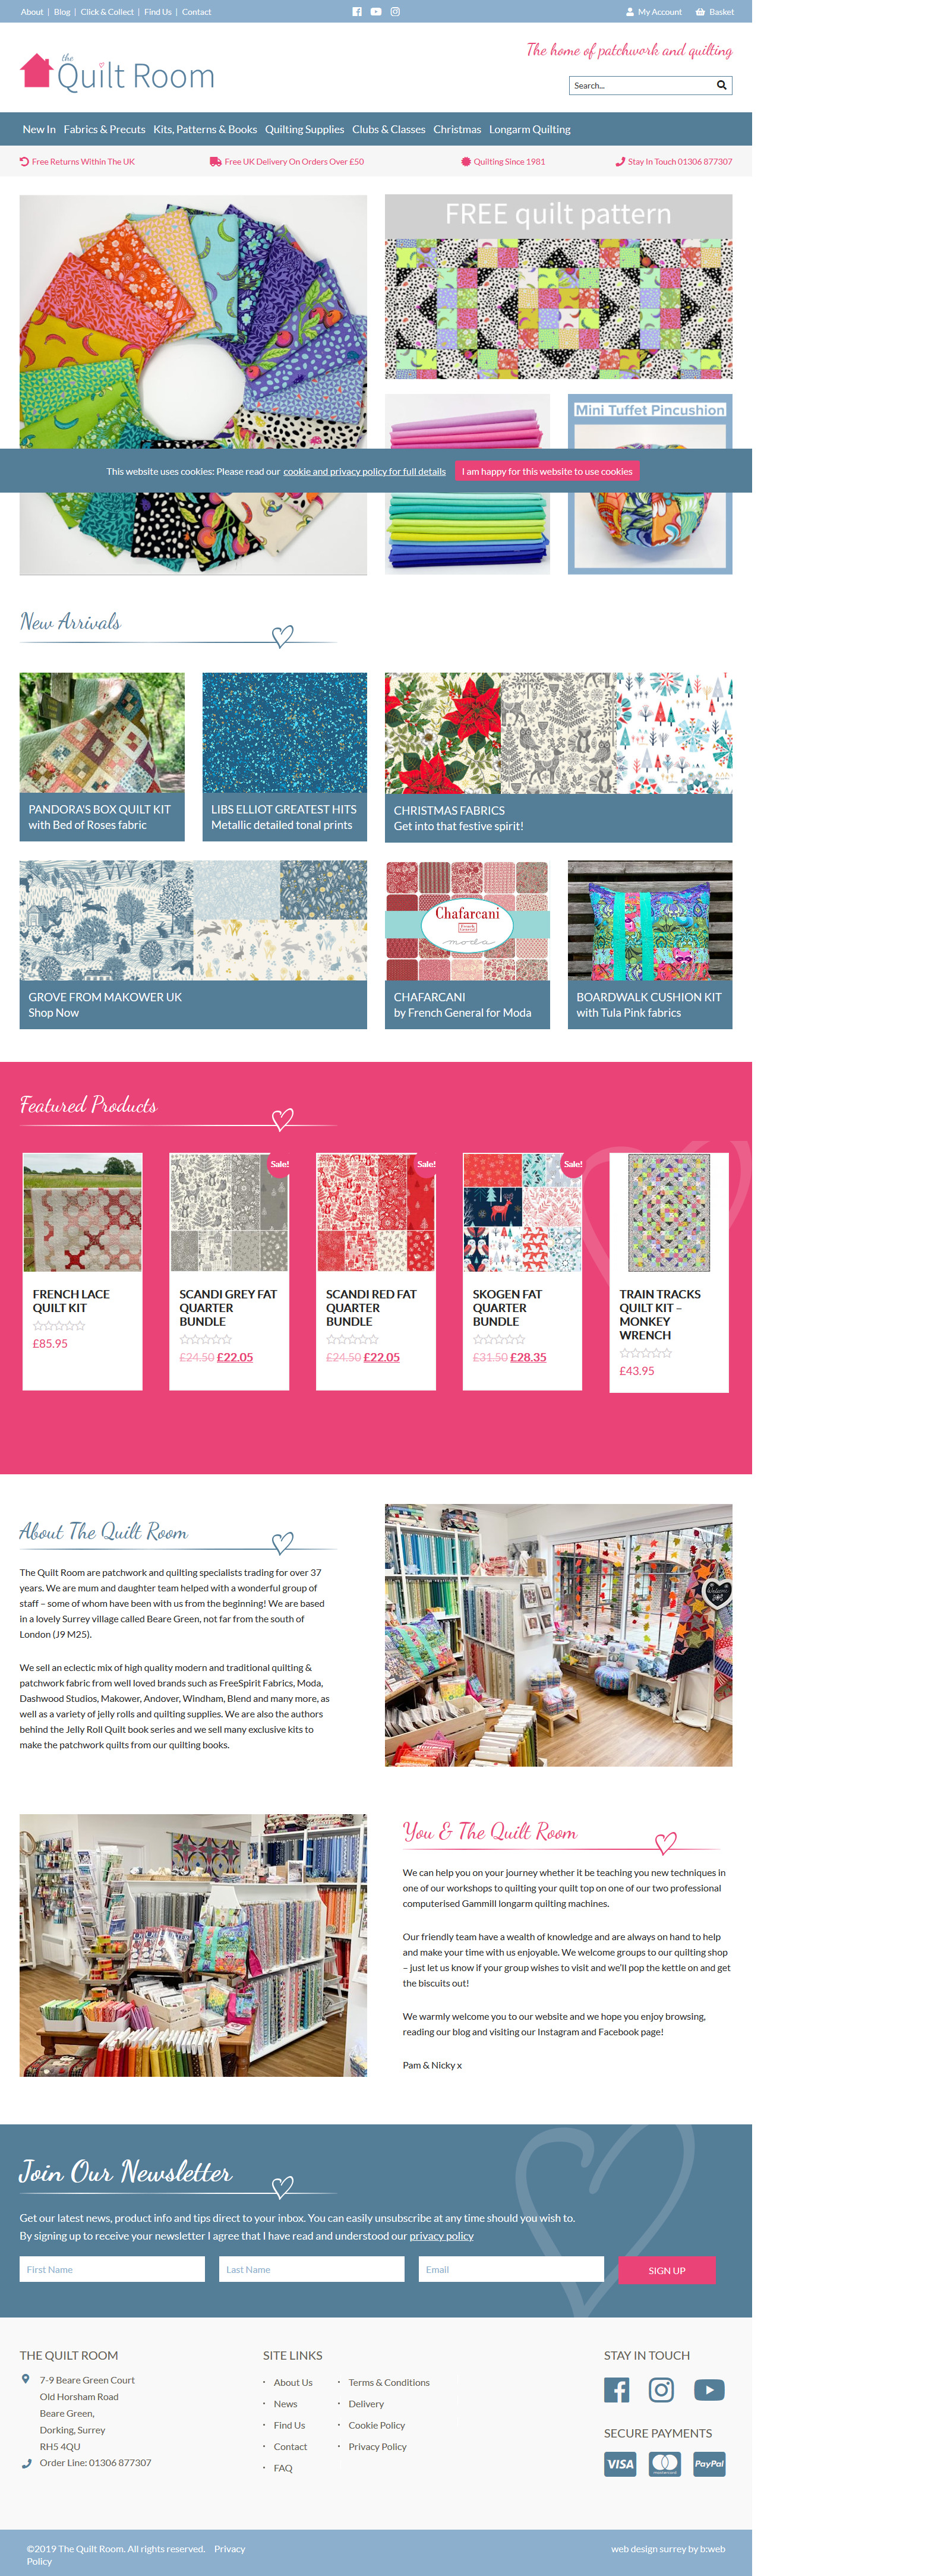 About | Blog | Click & Collect | Find Us | Contact
My Account Basket
the
Quilt Room
The home of patchwork and quilting
Search...
New In Fabrics & Precuts Kits, Patterns & Books Quilting Supplies Clubs & Classes Christmas Longarm Quilting
Free Returns Within The UK
Free UK Delivery On Orders Over £50
Quilting Since 1981
Stay In Touch 01306 877307
FREE quilt pattern
Mini Tuffet Pincushion
This website uses cookies: Please read our cookie and privacy policy for full details
I am happy for this website to use cookies
New Arrivals
PANDORA'S BOX QUILT KIT
with Bed of Roses fabric
LIBS ELLIOT GREATEST HITS
Metallic detailed tonal prints
CHRISTMAS FABRICS
Get into that festive spirit!
GROVE FROM MAKOWER UK
Shop Now
Chafarcani
French
General
moda
CHAFARCANI
by French General for Moda
BOARDWALK CUSHION KIT
with Tula Pink fabrics
Featured Products
FRENCH LACE
QUILT KIT
£85.95
Sale!
SCANDI GREY FAT
QUARTER
BUNDLE
£24.50 £22.05
Sale!
SCANDI RED FAT
QUARTER
BUNDLE
£24.50 £22.05
Sale!
SKOGEN FAT
QUARTER
BUNDLE
£31.50 £28.35
TRAIN TRACKS
QUILT KIT –
MONKEY
WRENCH
£43.95
About The Quilt Room
The Quilt Room are patchwork and quilting specialists trading for over 37
years. We are mum and daughter team helped with a wonderful group of
staff – some of whom have been with us from the beginning! We are based
in a lovely Surrey village called Beare Green, not far from the south of
London (J9 M25).
We sell an eclectic mix of high quality modern and traditional quilting &
patchwork fabric from well loved brands such as FreeSpirit Fabrics, Moda,
Dashwood Studios, Makower, Andover, Windham, Blend and many more, as
well as a variety of jelly rolls and quilting supplies. We are also the authors
behind the Jelly Roll Quilt book series and we sell many exclusive kits to
make the patchwork quilts from our quilting books.
Welcome
You & The Quilt Room
We can help you on your journey whether it be teaching you new techniques in
one of our workshops to quilting your quilt top on one of our two professional
computerised Gammill longarm quilting machines.
Our friendly team have a wealth of knowledge and are always on hand to help
and make your time with us enjoyable. We welcome groups to our quilting shop
– just let us know if your group wishes to visit and we'll pop the kettle on and get
the biscuits out!
We warmly welcome you to our website and we hope you enjoy browsing,
reading our blog and visiting our Instagram and Facebook page!
Pam & Nicky x
Join Our Newsletter
Get our latest news, product info and tips direct to your inbox. You can easily unsubscribe at any time should you wish to.
By signing up to receive your newsletter I agree that I have read and understood our privacy policy
First Name
Last Name
Email
SIGN UP
THE QUILT ROOM
7-9 Beare Green Court
Old Horsham Road
Beare Green,
Dorking, Surrey
RH5 4QU
Order Line: 01306 877307
SITE LINKS
About Us
News
Find Us
Contact
FAQ
Terms & Conditions
Delivery
Cookie Policy
Privacy Policy
STAY IN TOUCH
SECURE PAYMENTS
VISA
mastercard
PayPal
©2019 The Quilt Room. All rights reserved. Privacy
Policy
web design surrey by b:web